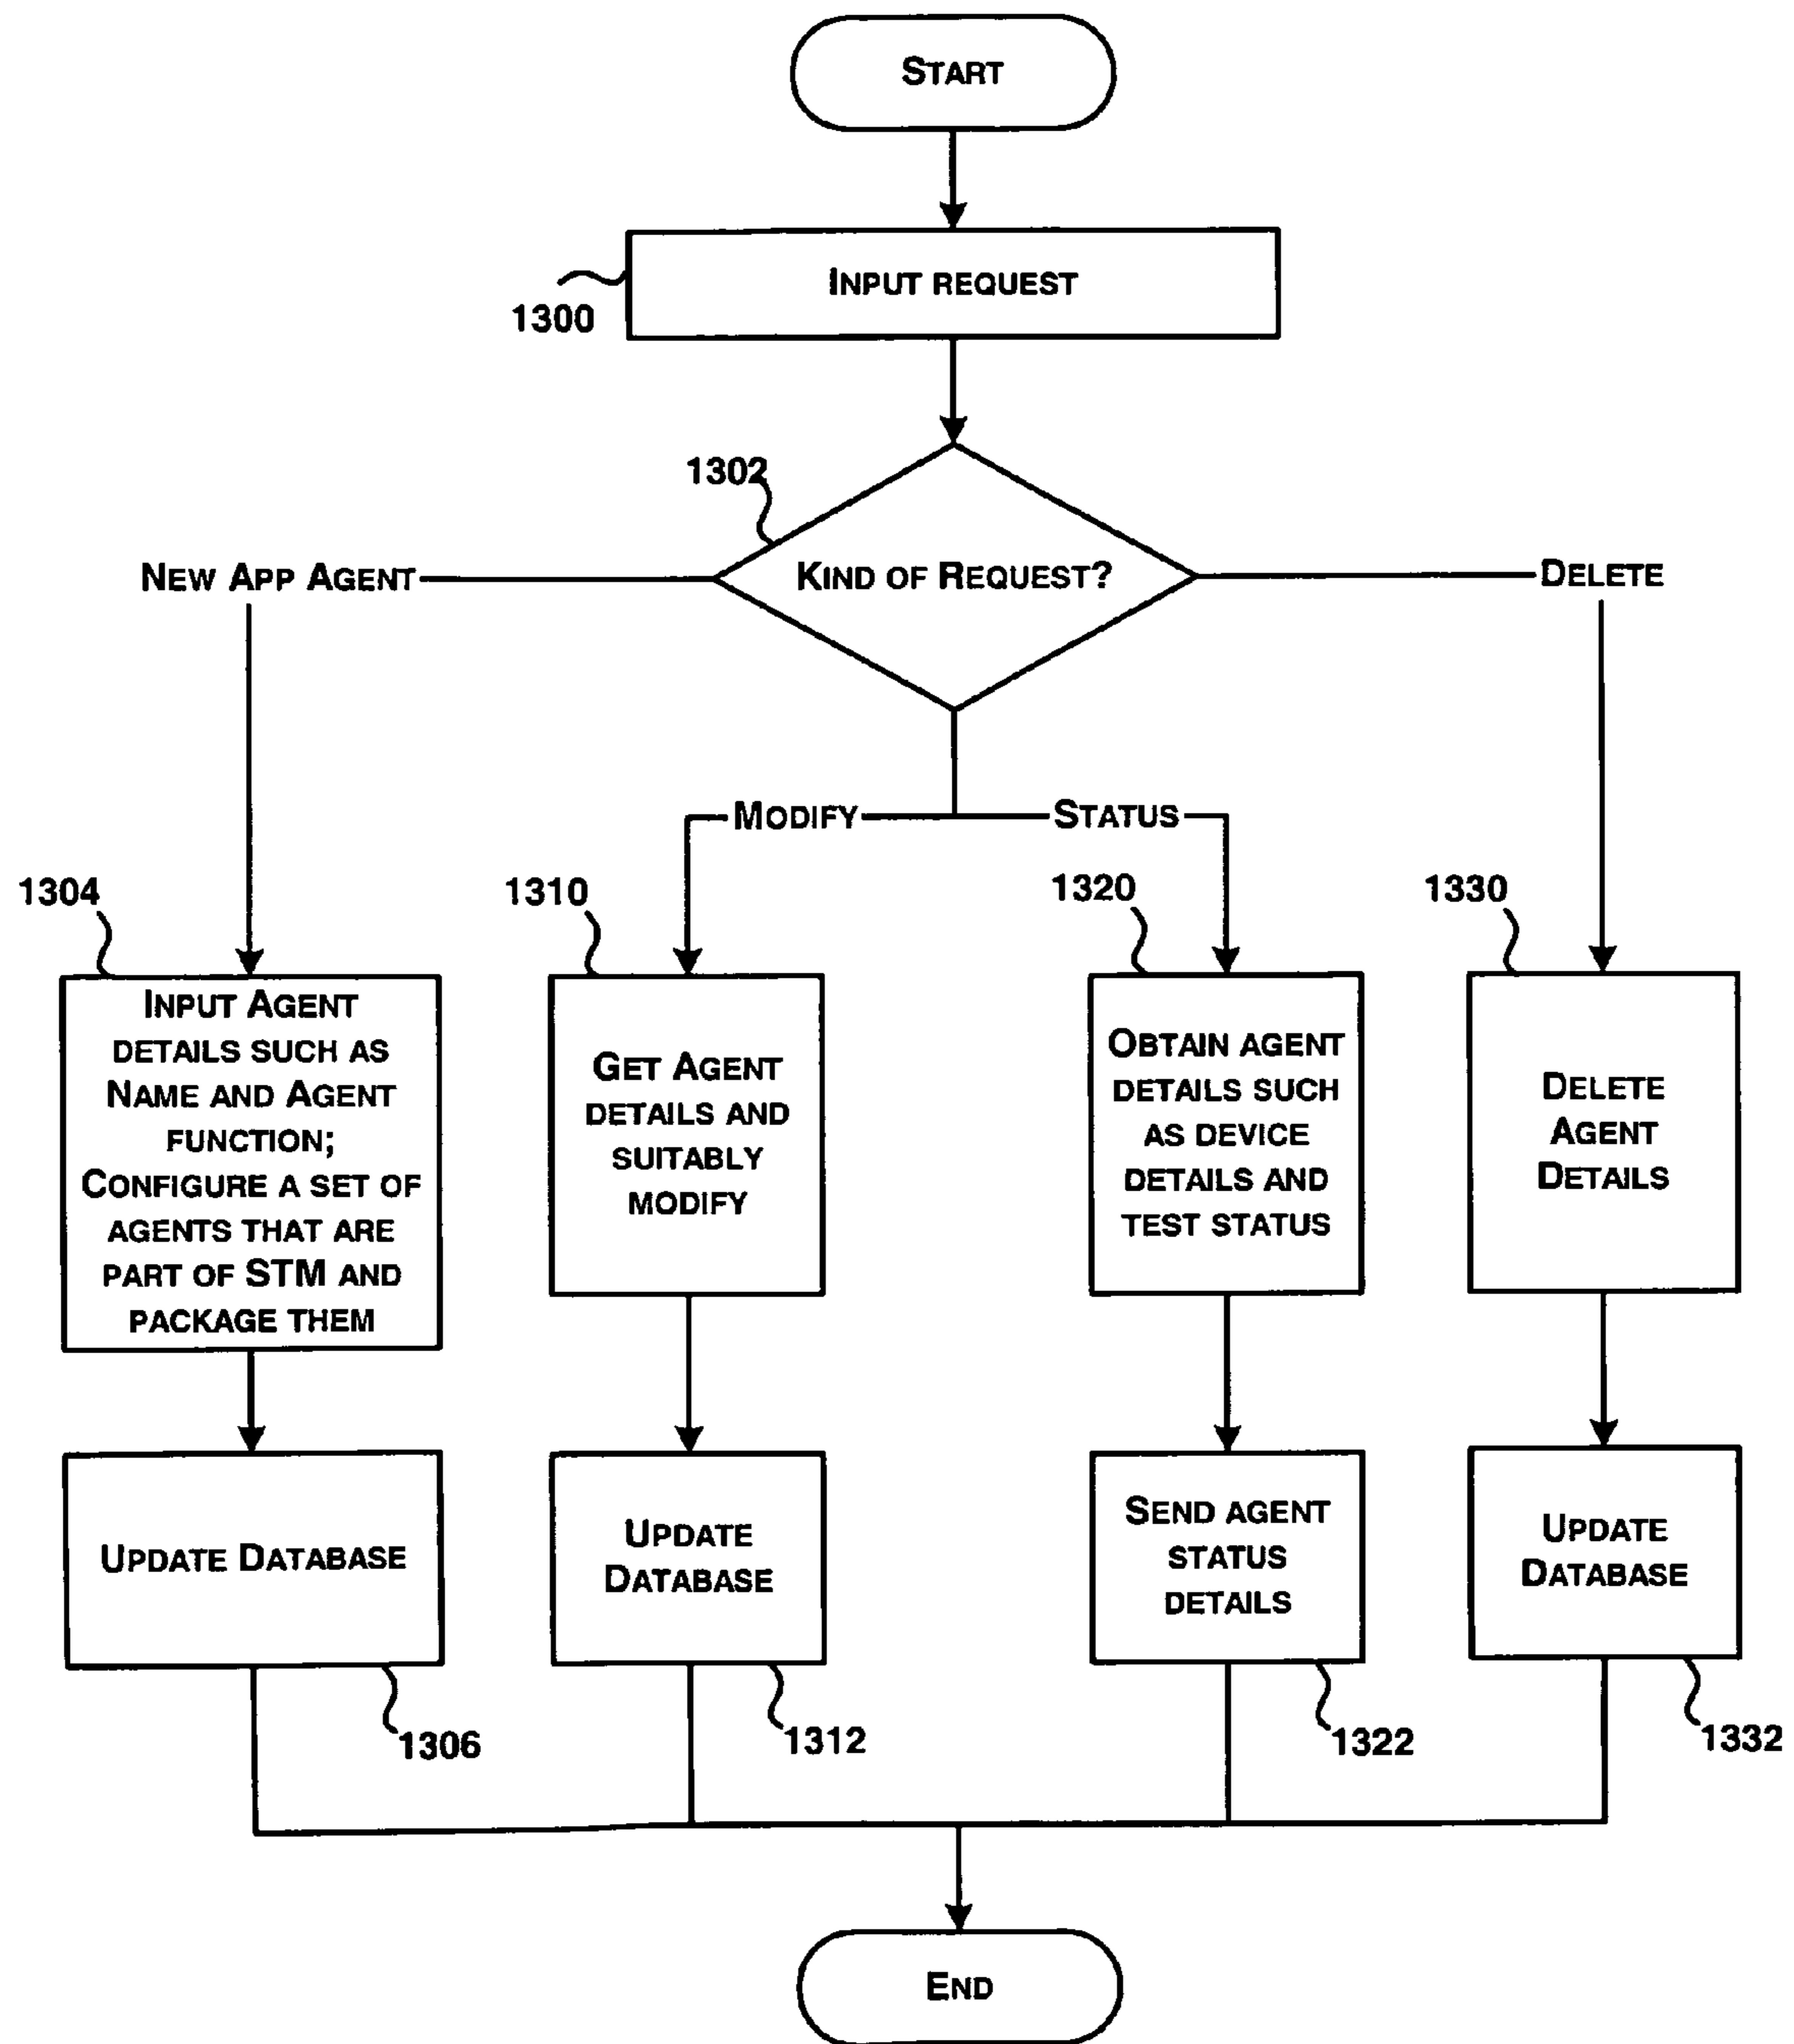 START
INPUT REQUEST
1300
1302
KIND OF REQUEST?
NEW APP AGENT
DELETE
MODIFY
STATUS
1304
1310
1320
1330
INPUT AGENT
DETAILS SUCH AS
NAME AND AGENT
FUNCTION;
CONFIGURE A SET OF
AGENTS THAT ARE
PART OF STM AND
PACKAGE THEM
GET AGENT
DETAILS AND
SUITABLY
MODIFY
OBTAIN AGENT
DETAILS SUCH
AS DEVICE
DETAILS AND
TEST STATUS
DELETE
AGENT
DETAILS
UPDATE DATABASE
UPDATE
DATABASE
SEND AGENT
STATUS
DETAILS
UPDATE
DATABASE
1306
1312
1322
1332
END